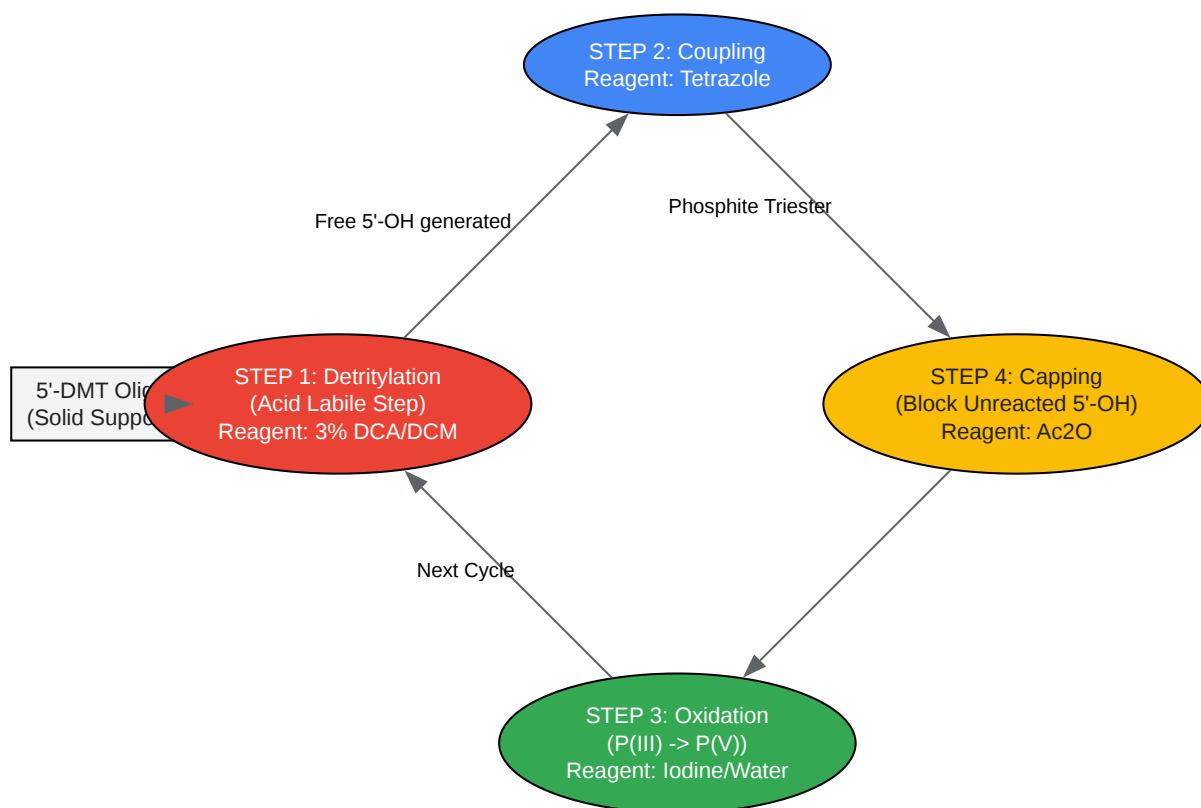 STEP 2: Coupling
Reagent: Tetrazole
Free 5'-OH generated
Phosphite Triester
5'-DMT
(Solid
STEP 1: Detritylation
(Acid Labile Step)
Reagent: 3% DCA/DCM
STEP 4: Capping
(Block Unreacted 5'-OH)
Reagent: Ac2O
Next Cycle
STEP 3: Oxidation
(P(III) -> P(V))
Reagent: Iodine/Water